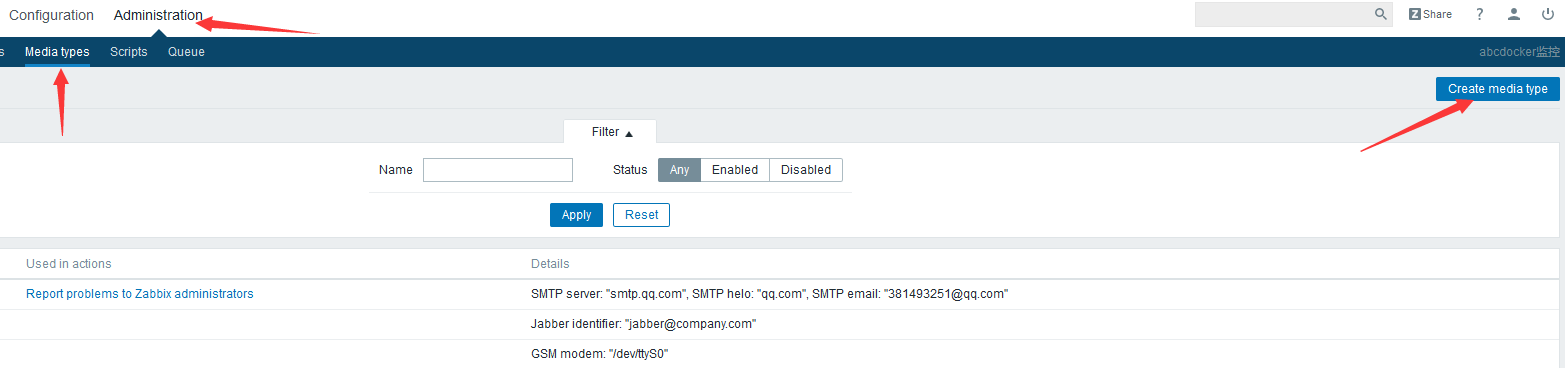 Configuration Administration Share ?
s Media types Scripts Queue abcdocker监控
Create media type
Filter
Name Status Any Enabled Disabled
Apply Reset
Used in actions Details
Report problems to Zabbix administrators SMTP server: "smtp.qq.com", SMTP helo: "qq.com", SMTP email: "381493251@qq.com"
Jabber identifier: "jabber@company.com"
GSM modem: "/dev/ttyS0"